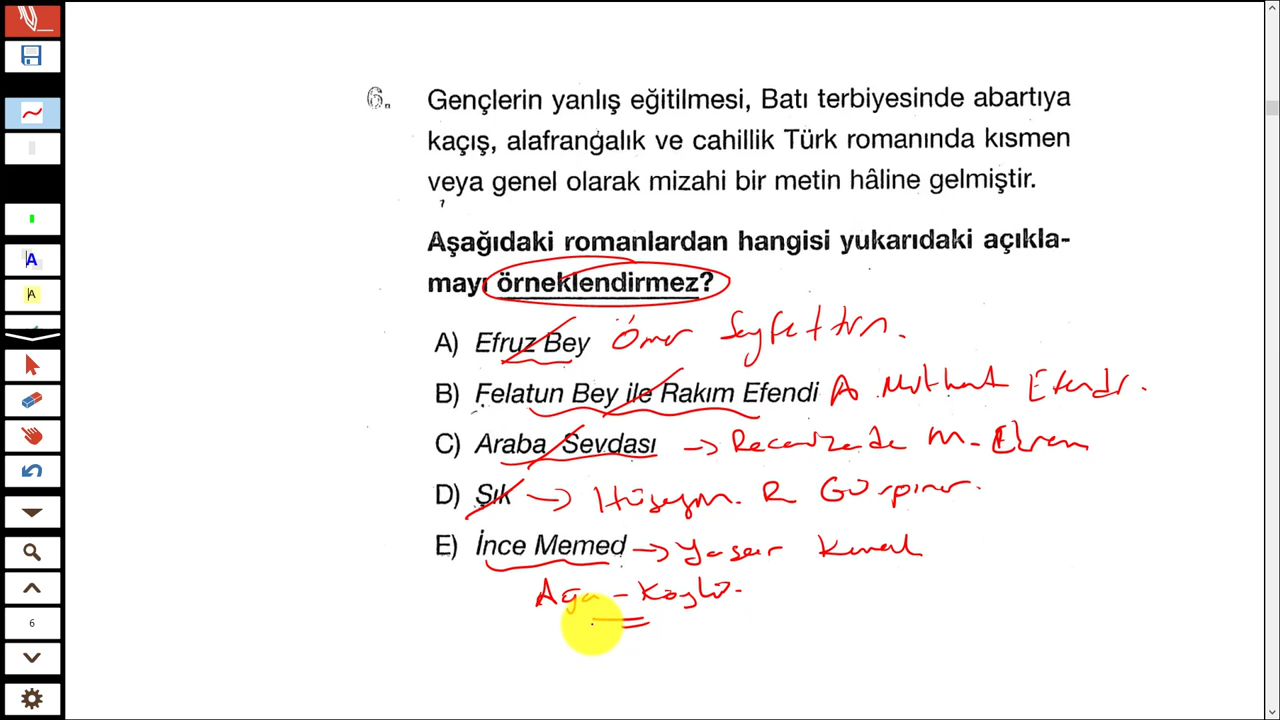 6. Gençlerin yanlış eğitilmesi, Batı terbiyesinde abartıya
kaçış, alafrangalık ve cahillik Türk romanında kısmen
veya genel olarak mizahi bir metin hâline gelmiştir.
Aşağıdaki romanlardan hangisi yukarıdaki açıkla-
mayı örneklendirmez?
A) Efruz Bey Ömer Seyfettin.
B) Felatun Bey ile Rakım Efendi A Mithat Efendi.
C) Araba Sevdası → Recaizade M. Ekrem
D) Şık → Hüseyin R Gürpınar.
E) İnce Memed → Yaşar Kemal
Ağa - Köylü
A
A
6